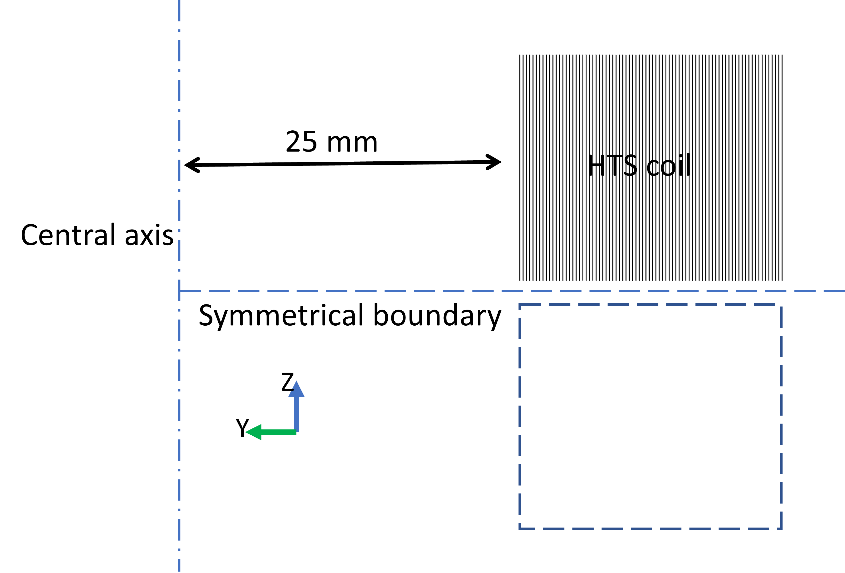 25 mm
HTS coil
Central axis
Symmetrical boundary
Z
Y